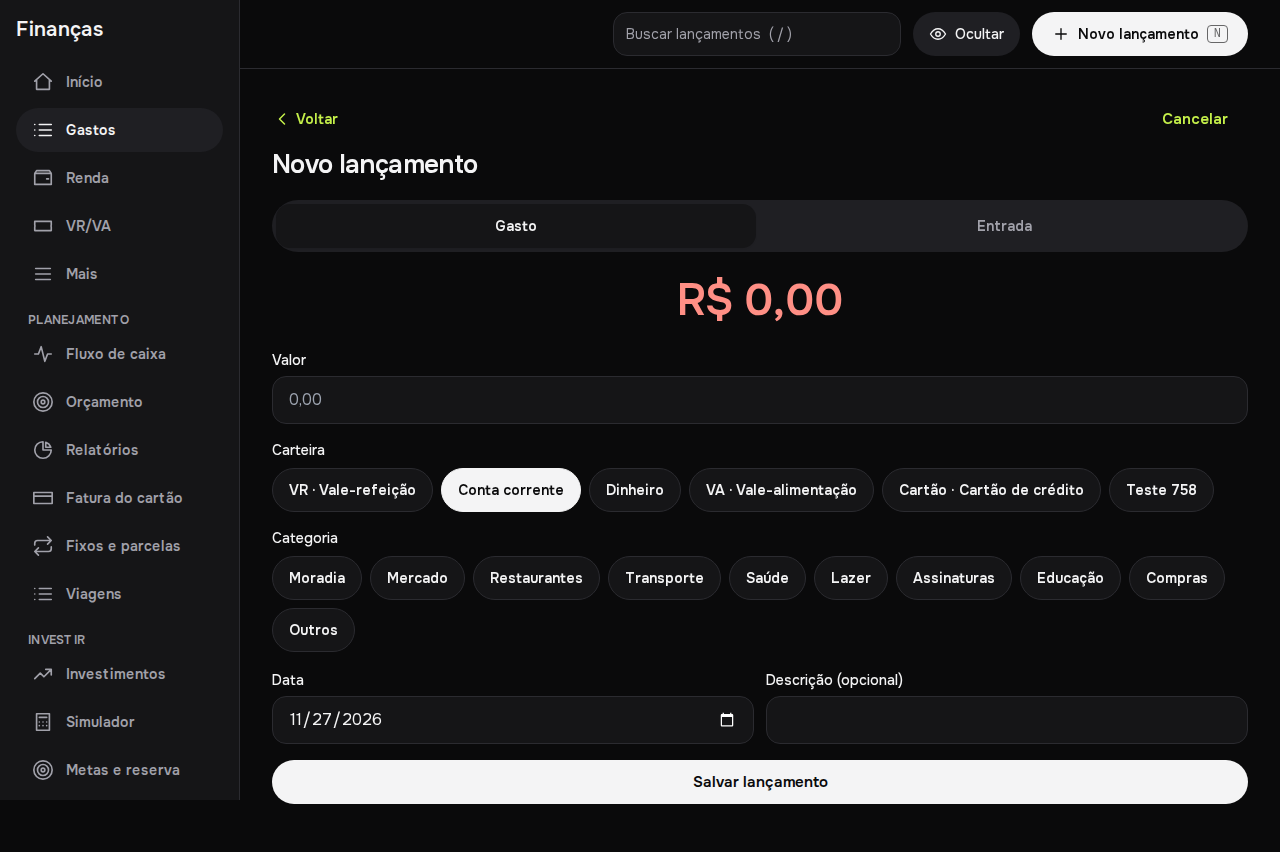 Finanças
Buscar lançamentos ( / )
Ocultar
Novo lançamento N
Início
Gastos
Renda
VR/VA
Mais
PLANEJAMENTO
Fluxo de caixa
Orçamento
Relatórios
Fatura do cartão
Fixos e parcelas
Viagens
INVESTIR
Investimentos
Simulador
Metas e reserva
Voltar
Cancelar
Novo lançamento
Gasto
Entrada
R$ 0,00
Valor
0,00
Carteira
VR · Vale-refeição
Conta corrente
Dinheiro
VA · Vale-alimentação
Cartão · Cartão de crédito
Teste 758
Categoria
Moradia
Mercado
Restaurantes
Transporte
Saúde
Lazer
Assinaturas
Educação
Compras
Outros
Data
Descrição (opcional)
11/27/2026
Salvar lançamento